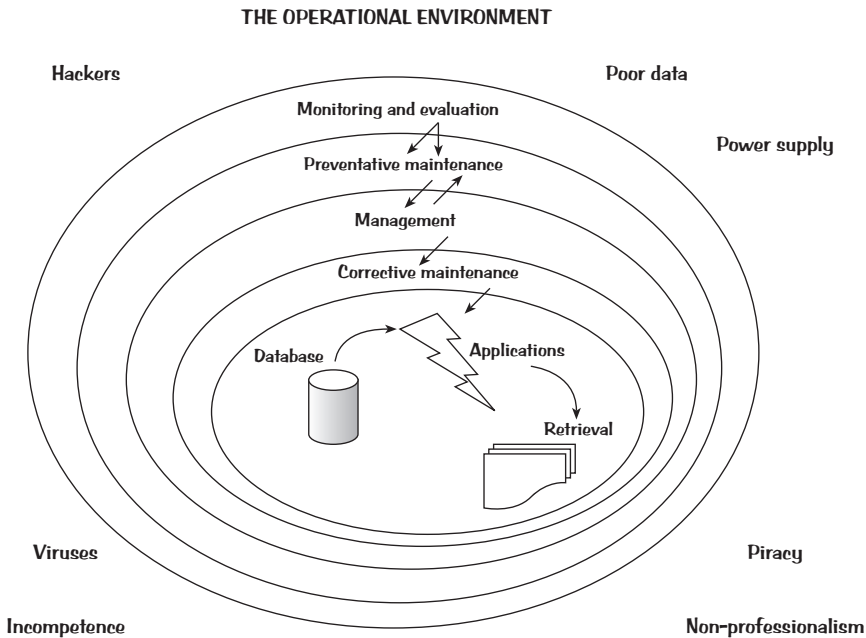 THE OPERATIONAL ENVIRONMENT
Hackers
Poor data
Monitoring and evaluation
Power supply
Preventative maintenance
Management
Corrective maintenance
Database
Applications
Retrieval
Viruses
Piracy
Incompetence
Non-professionalism